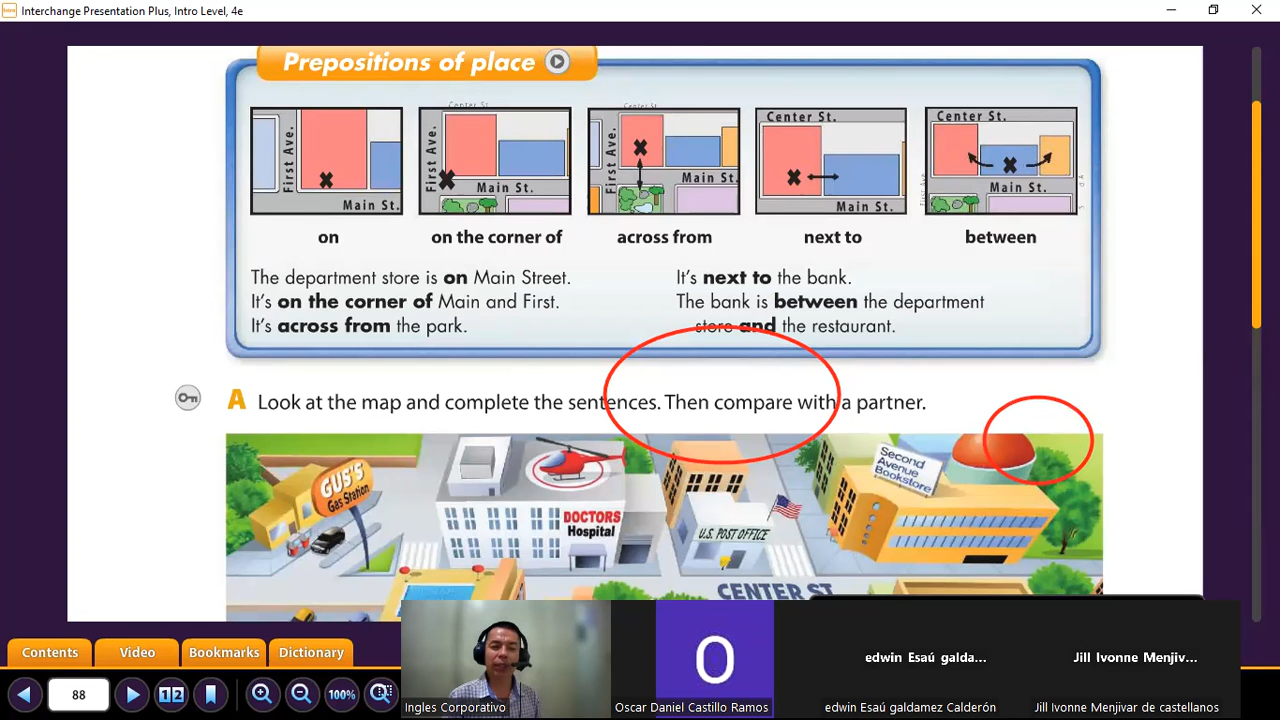 Interchange Presentation Plus, Intro Level, 4e
Prepositions of place
First Ave.
Main St.
Center St.
First Ave.
Main St.
Center St.
First Ave.
Main St.
Center St.
Main St.
Center St.
Main St.
on
on the corner of
across from
next to
between
The department store is on Main Street.
It's on the corner of Main and First.
It's across from the park.
It's next to the bank.
The bank is between the department
store and the restaurant.
A Look at the map and complete the sentences. Then compare with a partner.
GUS'S
Gas Station
DOCTORS
Hospital
U.S. POST OFFICE
Second
Avenue
Bookstore
CENTER ST.
Contents
Video
Bookmarks
Dictionary
88
12
100%
Ingles Corporativo
O
Oscar Daniel Castillo Ramos
edwin Esaú galda...
edwin Esaú galdamez Calderón
Jill Ivonne Menjiv...
Jill Ivonne Menjivar de castellanos